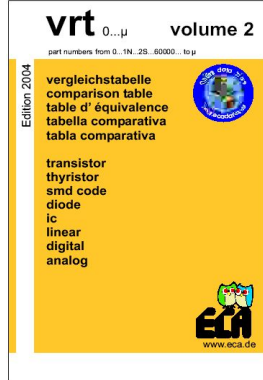 vrt 0...µ volume 2
part numbers from 0...1N...2S...60000... to µ
Edition 2004
vergleichstabelle
comparison table
table d' équivalence
tabella comparativa
tabla comparativa
transistor
thyristor
smd code
diode
ic
linear
digital
analog
ECA
www.eca.de